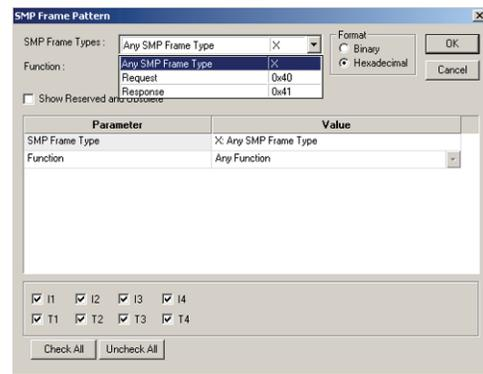 SMP Frame Pattern
SMP Frame Types : Any SMP Frame Type X
Format
Binary
Hexadecimal
OK
Cancel
Function :
Any SMP Frame Type X
Request 0x40
Response 0x41
Show Reserved and Obsolete
Parameter Value
SMP Frame Type X: Any SMP Frame Type
Function Any Function
I1 I2 I3 I4
T1 T2 T3 T4
Check All Uncheck All